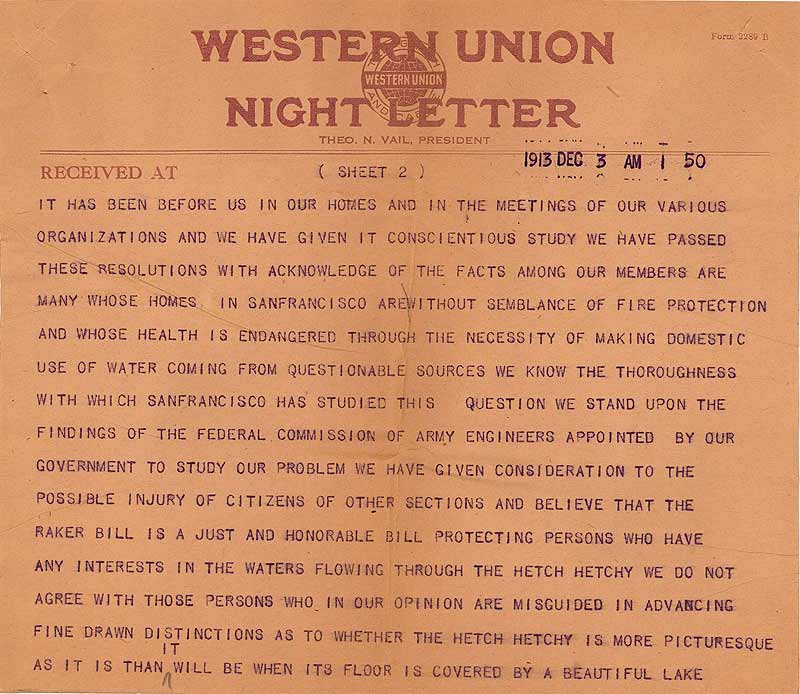 WESTERN UNION
Form 2289 B
WESTERN UNION
NIGHT LETTER
THEO. N. VAIL, PRESIDENT
RECEIVED AT
( SHEET 2 )
1913 DEC 3 AM 1 50
IT HAS BEEN BEFORE US IN OUR HOMES AND IN THE MEETINGS OF OUR VARIOUS
ORGANIZATIONS AND WE HAVE GIVEN IT CONSCIENTIOUS STUDY WE HAVE PASSED
THESE RESOLUTIONS WITH ACKNOWLEDGE OF THE FACTS AMONG OUR MEMBERS ARE
MANY WHOSE HOMES IN SANFRANCISCO AREWITHOUT SEMBLANCE OF FIRE PROTECTION
AND WHOSE HEALTH IS ENDANGERED THROUGH THE NECESSITY OF MAKING DOMESTIC
USE OF WATER COMING FROM QUESTIONABLE SOURCES WE KNOW THE THOROUGHNESS
WITH WHICH SANFRANCISCO HAS STUDIED THIS QUESTION WE STAND UPON THE
FINDINGS OF THE FEDERAL COMMISSION OF ARMY ENGINEERS APPOINTED BY OUR
GOVERNMENT TO STUDY OUR PROBLEM WE HAVE GIVEN CONSIDERATION TO THE
POSSIBLE INJURY OF CITIZENS OF OTHER SECTIONS AND BELIEVE THAT THE
RAKER BILL IS A JUST AND HONORABLE BILL PROTECTING PERSONS WHO HAVE
ANY INTERESTS IN THE WATERS FLOWING THROUGH THE HETCH HETCHY WE DO NOT
AGREE WITH THOSE PERSONS WHO IN OUR OPINION ARE MISGUIDED IN ADVANCING
FINE DRAWN DISTINCTIONS AS TO WHETHER THE HETCH HETCHY IS MORE PICTURESQUE
IT
AS IT IS THAN WILL BE WHEN ITS FLOOR IS COVERED BY A BEAUTIFUL LAKE